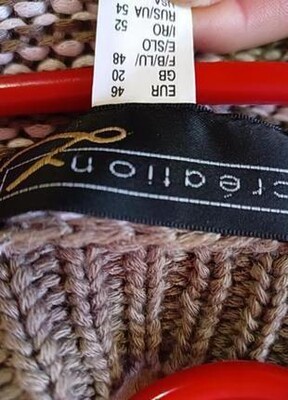 création L
EUR 46
GB 20
F/B/LU/ 48
E/SLO
I/RO 52
RUS/UA 54
USA